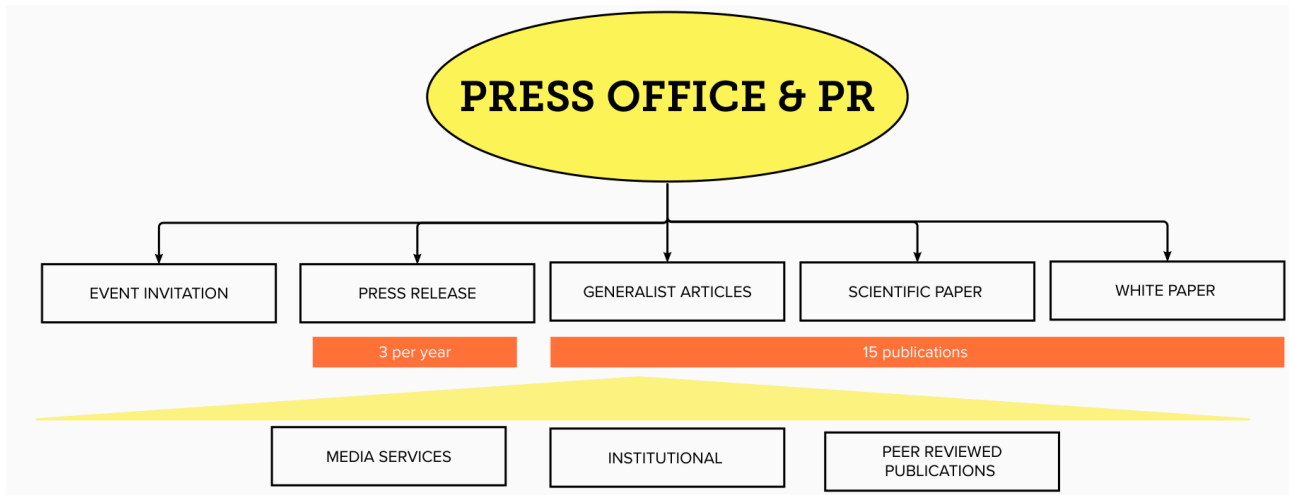 PRESS OFFICE & PR
EVENT INVITATION
PRESS RELEASE
GENERALIST ARTICLES
SCIENTIFIC PAPER
WHITE PAPER
3 per year
15 publications
MEDIA SERVICES
INSTITUTIONAL
PEER REVIEWED
PUBLICATIONS